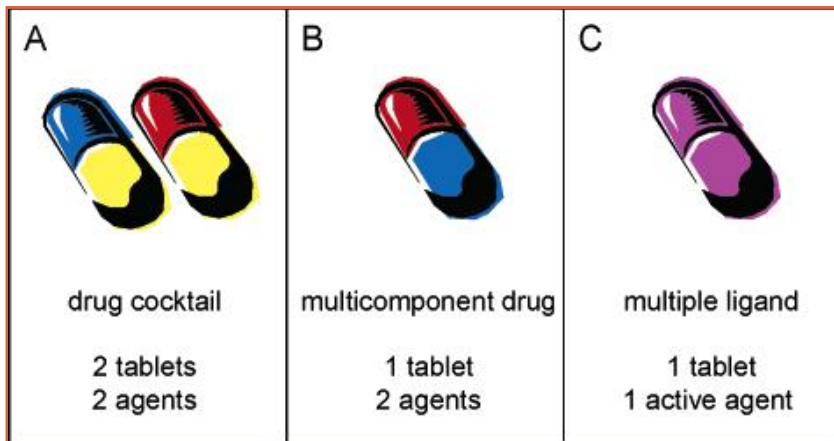 A
drug cocktail
2 tablets
2 agents
B
multicomponent drug
1 tablet
2 agents
C
multiple ligand
1 tablet
1 active agent